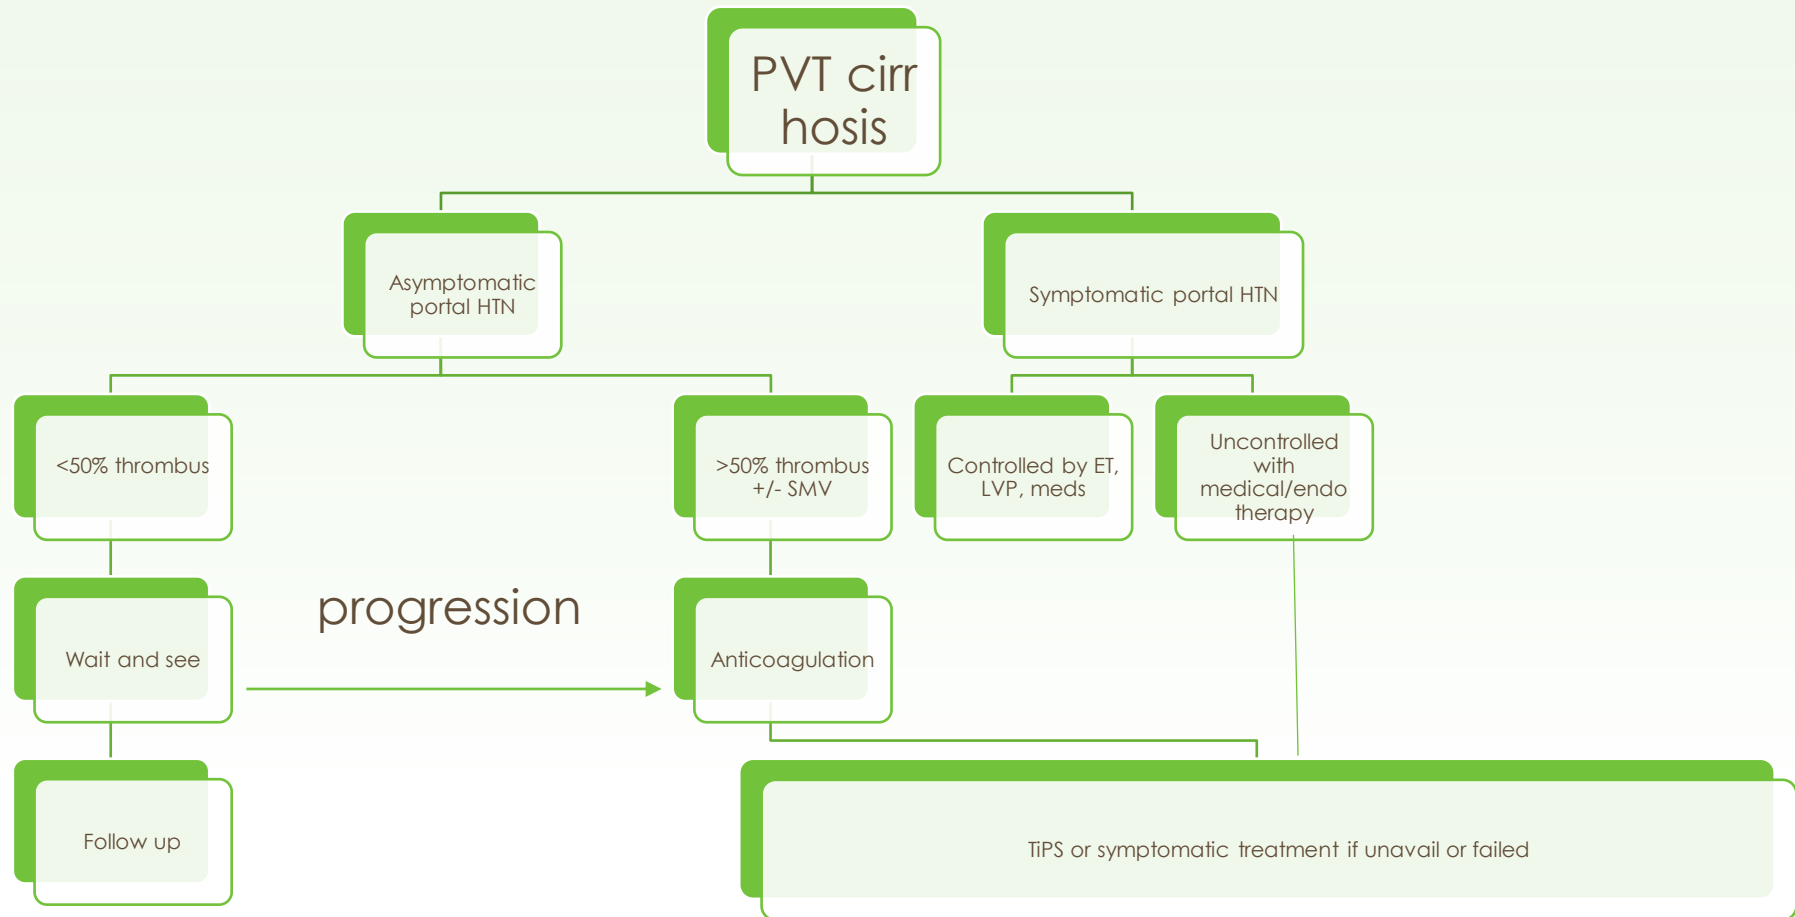 PVT cirr
hosis
Asymptomatic
portal HTN
Symptomatic portal HTN
<50% thrombus
>50% thrombus
+/- SMV
Controlled by ET,
LVP, meds
Uncontrolled
with
medical/endo
therapy
progression
Wait and see
Anticoagulation
Follow up
TiPS or symptomatic treatment if unavail or failed